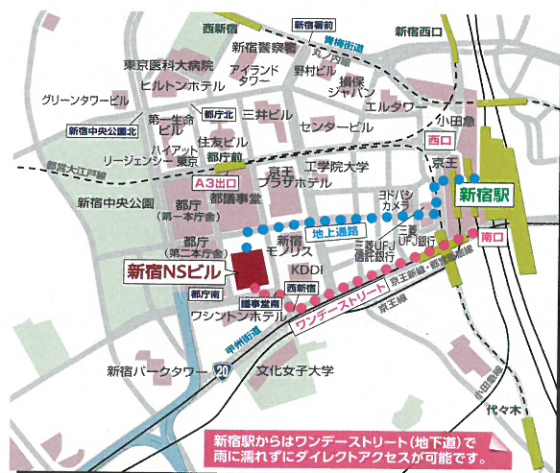 新宿署前
西新宿
新宿西口
青梅街道
丸ノ内線
新宿警察署
東京医科大病院
アイランド
タワー
野村ビル
ヒルトンホテル
損保
ジャパン
グリーンタワービル
都庁北
エルタワー
第一生命
ビル
三井ビル
小田急
新宿中央公園北
住友ビル
センタービル
西口
ハイアット
リージェンシー 東京
都庁前
京王
都営大江戸線
A3出口
京王
プラザホテル
工学院大学
新宿駅
新宿中央公園
都庁
(第一本庁舎)
都議事堂
ヨドバシ
カメラ
地上通路
都庁
(第二本庁舎)
新宿
モノリス
三菱UFJ
信託銀行
三菱
UFJ銀行
南口
新宿NSビル
KDDI
京王新線・都営新宿線
都庁南
西新宿
議事堂南
京王線
ワシントンホテル
ワンデーストリート
甲州街道
新宿パークタワー
20
文化女子大学
小田急線
代々木
新宿駅からはワンデーストリート(地下道)で
雨に濡れずにダイレクトアクセスが可能です。